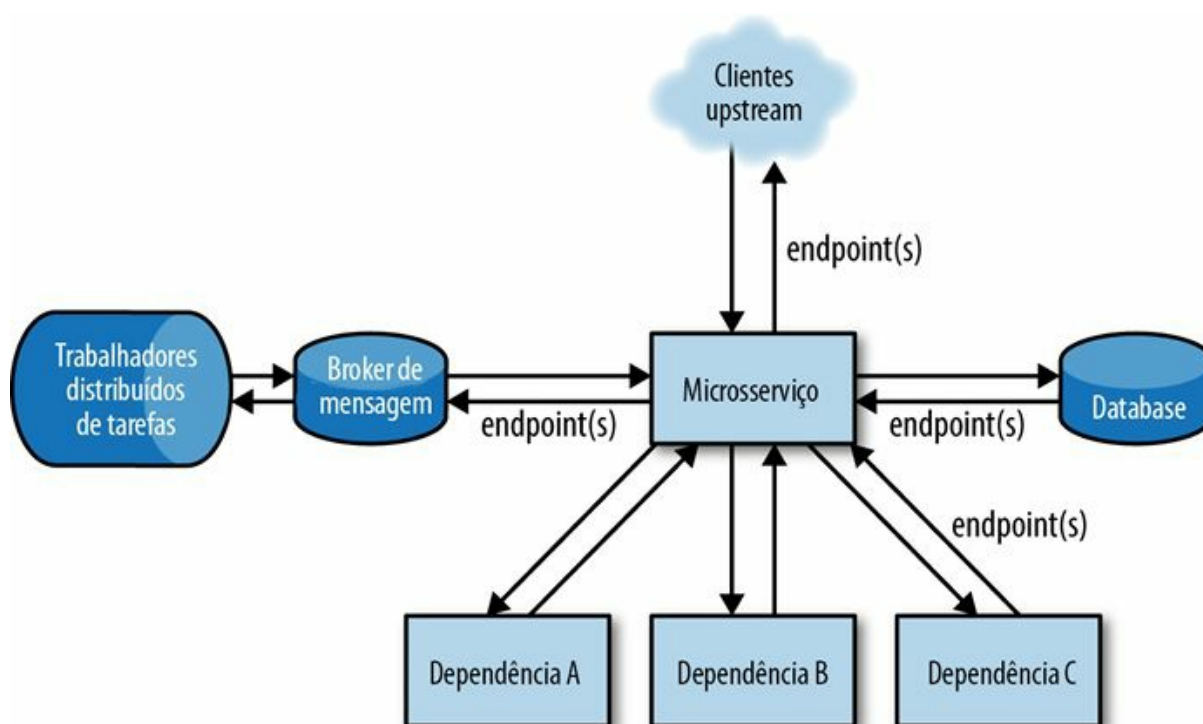 Clientes
upstream
endpoint(s)
Trabalhadores
distribuídos
de tarefas
Broker de
mensagem
endpoint(s)
Microsserviço
endpoint(s)
Database
endpoint(s)
Dependência A
Dependência B
Dependência C